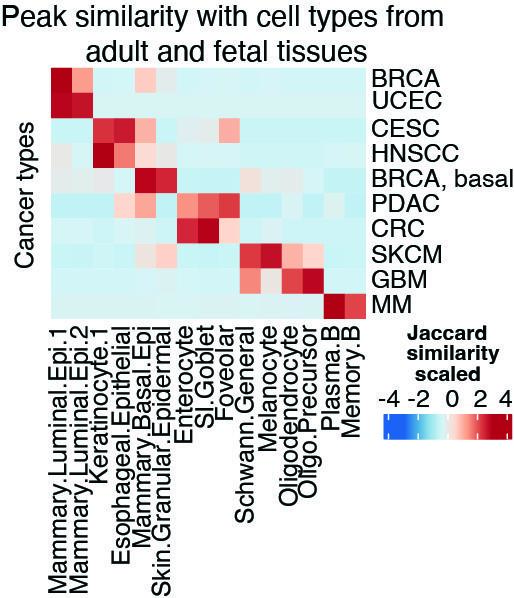 Peak similarity with cell types from
adult and fetal tissues
Cancer types
BRCA
UCEC
CESC
HNSCC
BRCA, basal
PDAC
CRC
SKCM
GBM
MM
Mammary.Luminal.Epi.1
Mammary.Luminal.Epi.2
Keratinocyte.1
Esophageal.Epithelial
Mammary.Basal.Epi
Skin.Granular.Epidermal
Enterocyte
SI.Goblet
Foveolar
Schwann.General
Melanocyte
Oligodendrocyte
Oligo.Precursor
Plasma.B
Memory.B
Jaccard
similarity
scaled
-4 -2 0 2 4